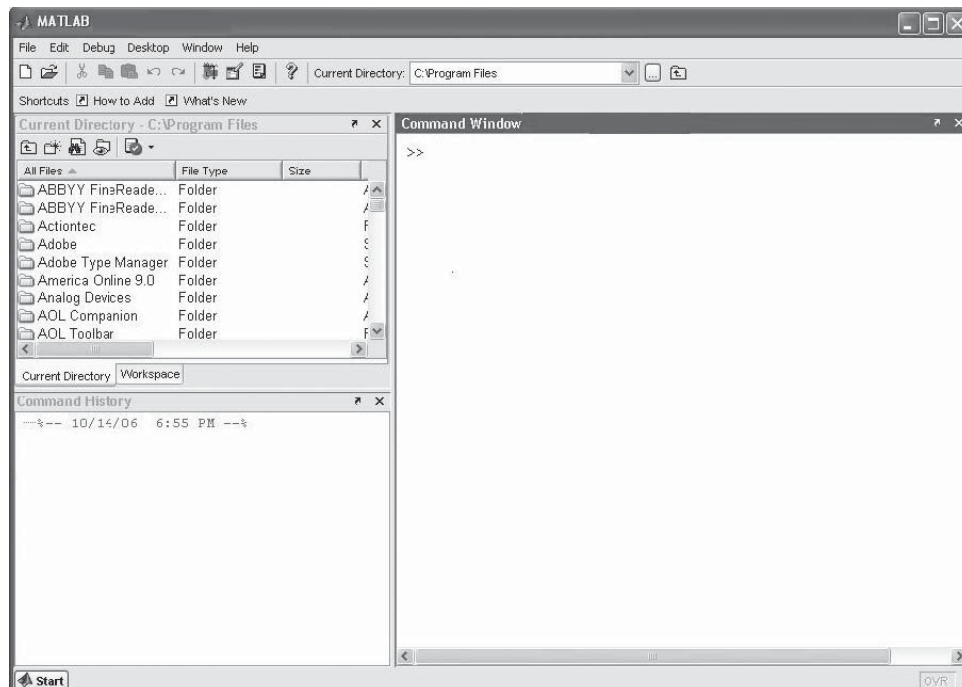 MATLAB
File Edit Debug Desktop Window Help
Current Directory: C:\Program Files
Shortcuts How to Add What's New
Current Directory - C:\Program Files
All Files File Type Size
ABBYY FineReade... Folder A
ABBYY FineReade... Folder A
Actiontec Folder F
Adobe Folder S
Adobe Type Manager Folder S
America Online 9.0 Folder A
Analog Devices Folder A
AOL Companion Folder A
AOL Toolbar Folder F
Current Directory Workspace
Command History
%-- 10/14/06 6:55 PM --%
Command Window
>>
Start
OVR